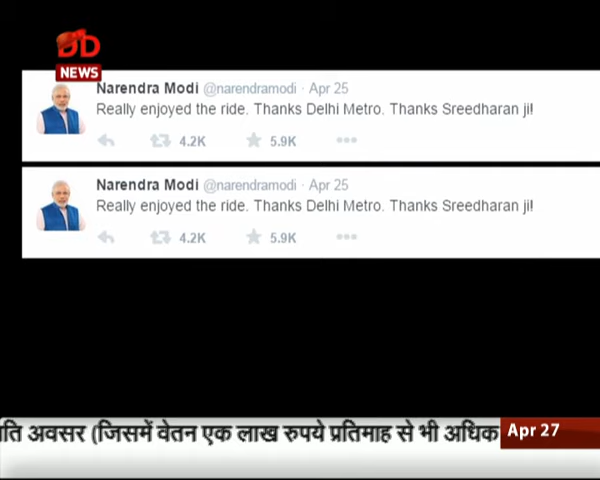 DD
NEWS
Narendra Modi @narendramodi · Apr 25
Really enjoyed the ride. Thanks Delhi Metro. Thanks Sreedharan ji!
4.2K 5.9K
Narendra Modi @narendramodi · Apr 25
Really enjoyed the ride. Thanks Delhi Metro. Thanks Sreedharan ji!
4.2K 5.9K
ति अवसर (जिसमें वेतन एक लाख रुपये प्रतिमाह से भी अधिक Apr 27